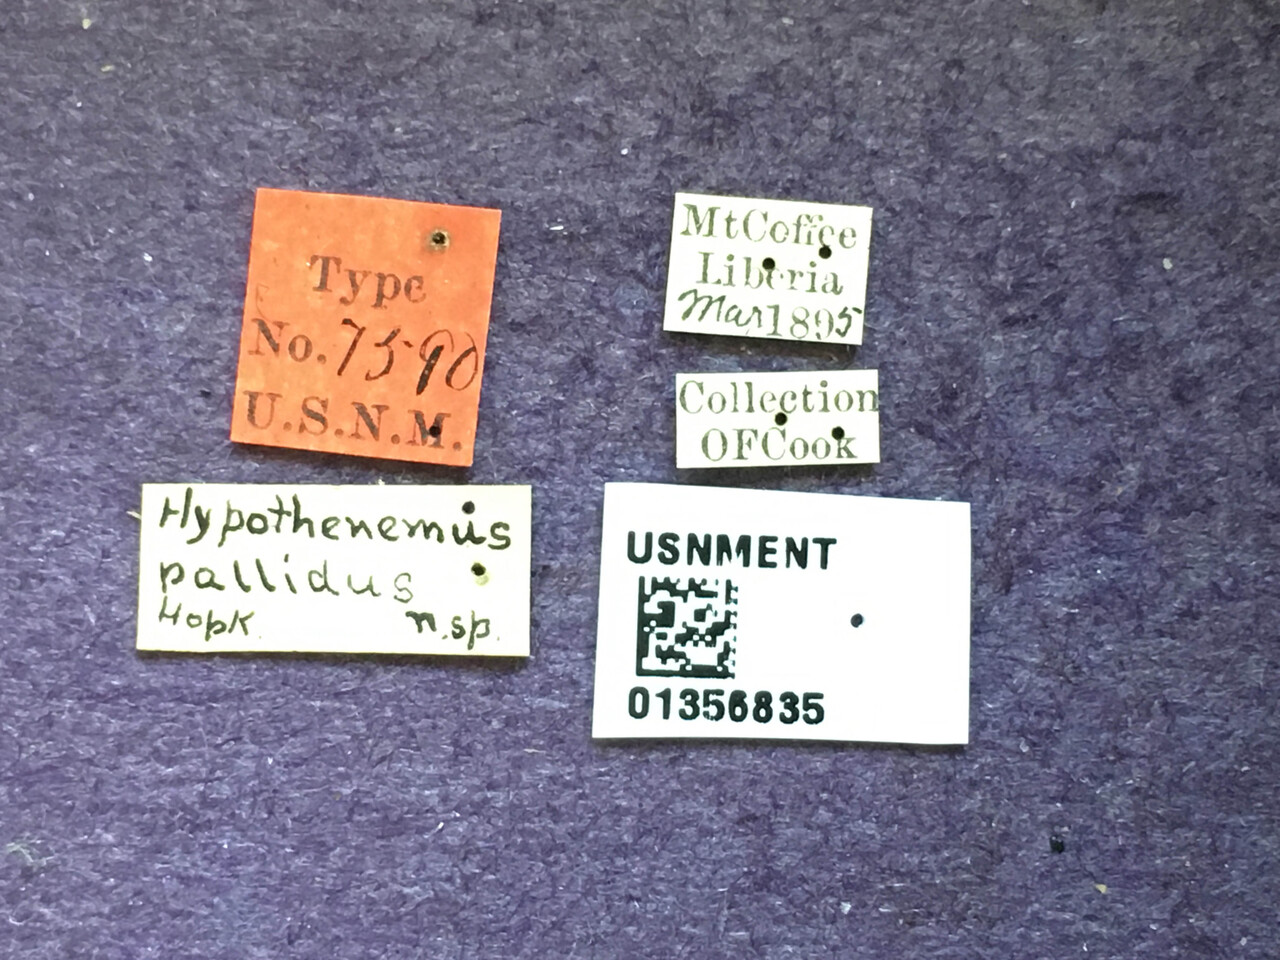 Type
No. 7590
U.S.N.M.
MtCoffee
Liberia
Mar 1895
Collection
OFCook
Hypothenemus
pallidus
Hopk. n.sp.
USNMENT
01356835